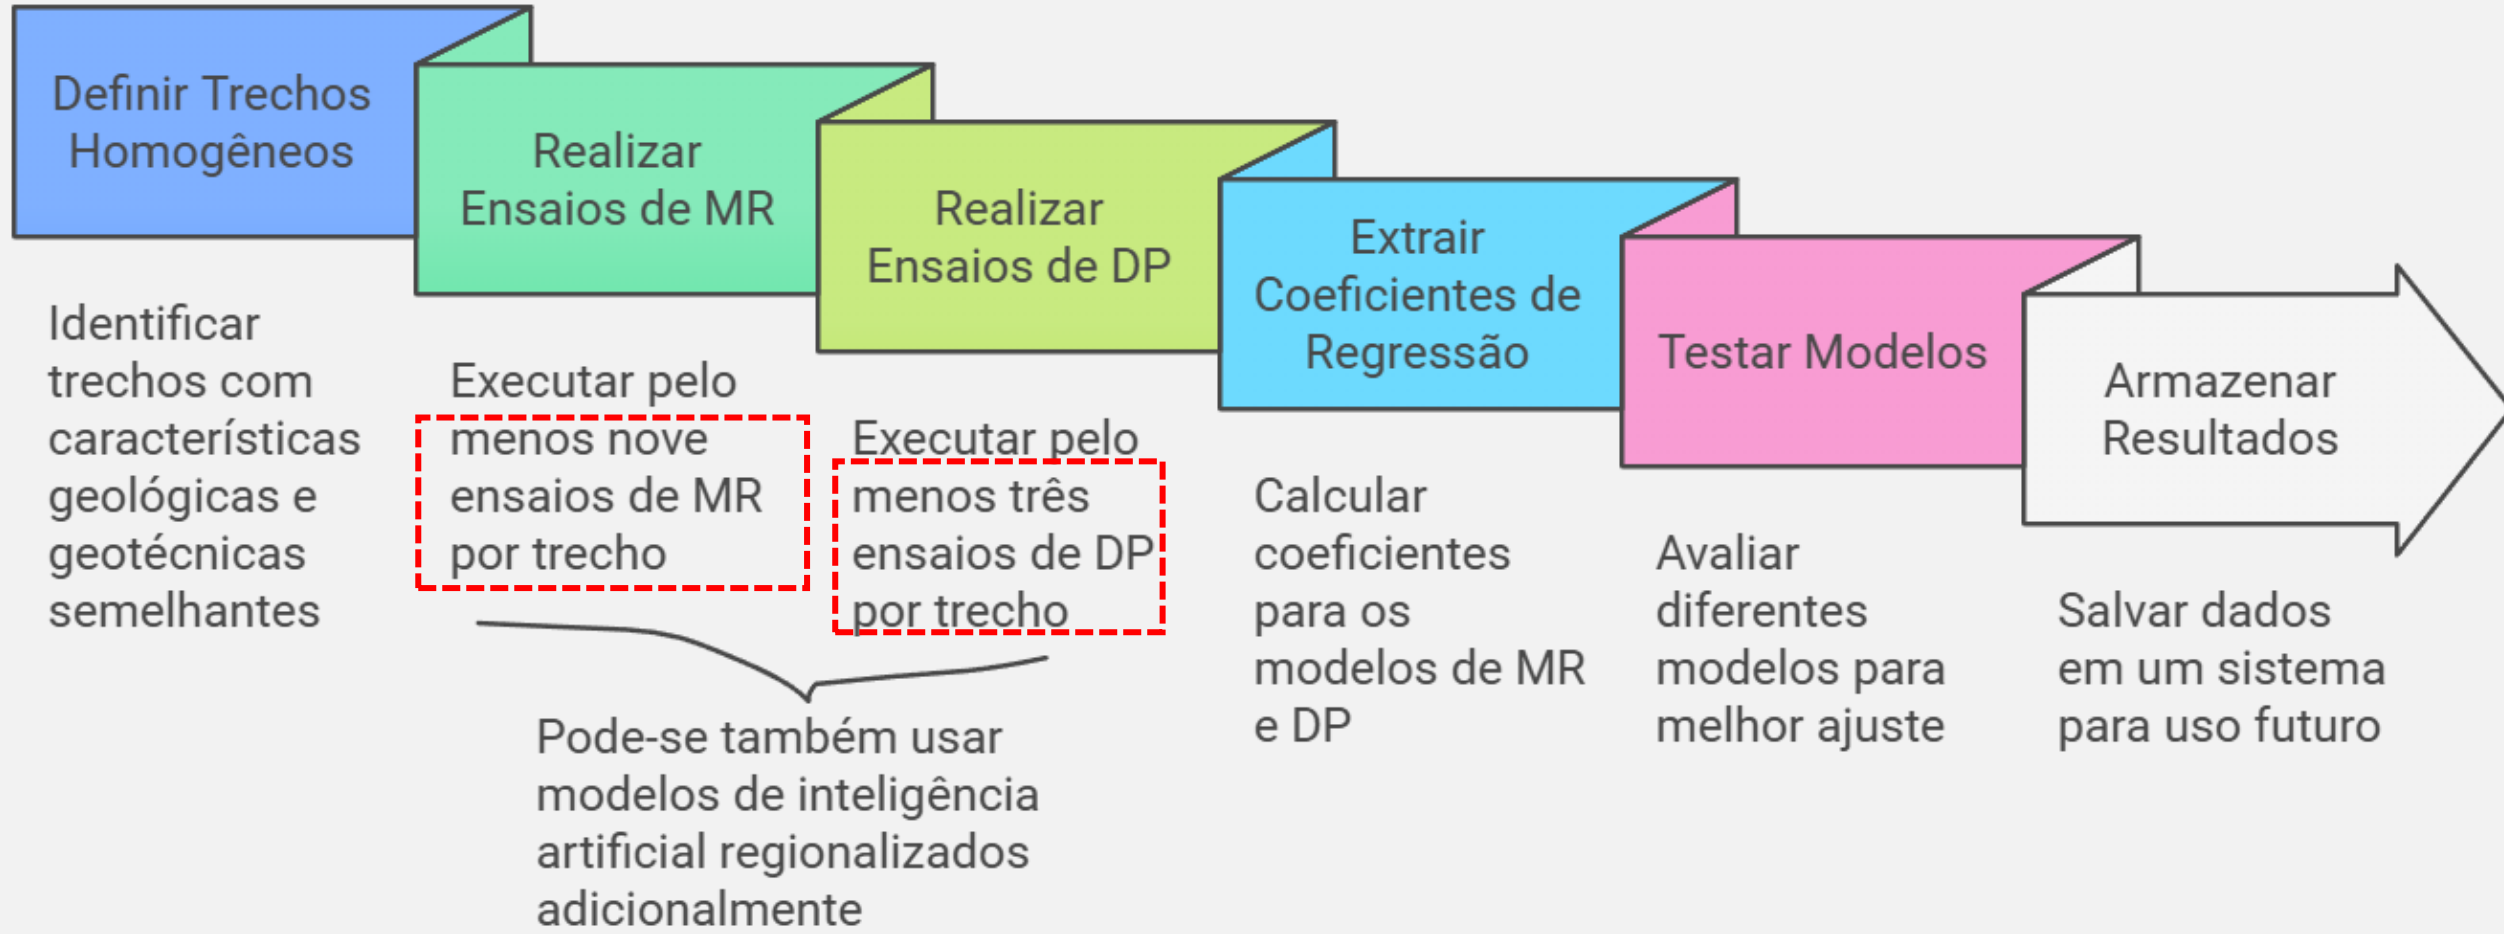 Definir Trechos
Homogêneos
Identificar
trechos com
características
geológicas e
geotécnicas
semelhantes
Realizar
Ensaios de MR
Executar pelo
menos nove
ensaios de MR
por trecho
Realizar
Ensaios de DP
Executar pelo
menos três
ensaios de DP
por trecho
Pode-se também usar
modelos de inteligência
artificial regionalizados
adicionalmente
Extrair
Coeficientes de
Regressão
Calcular
coeficientes
para os
modelos de MR
e DP
Testar Modelos
Avaliar
diferentes
modelos para
melhor ajuste
Armazenar
Resultados
Salvar dados
em um sistema
para uso futuro